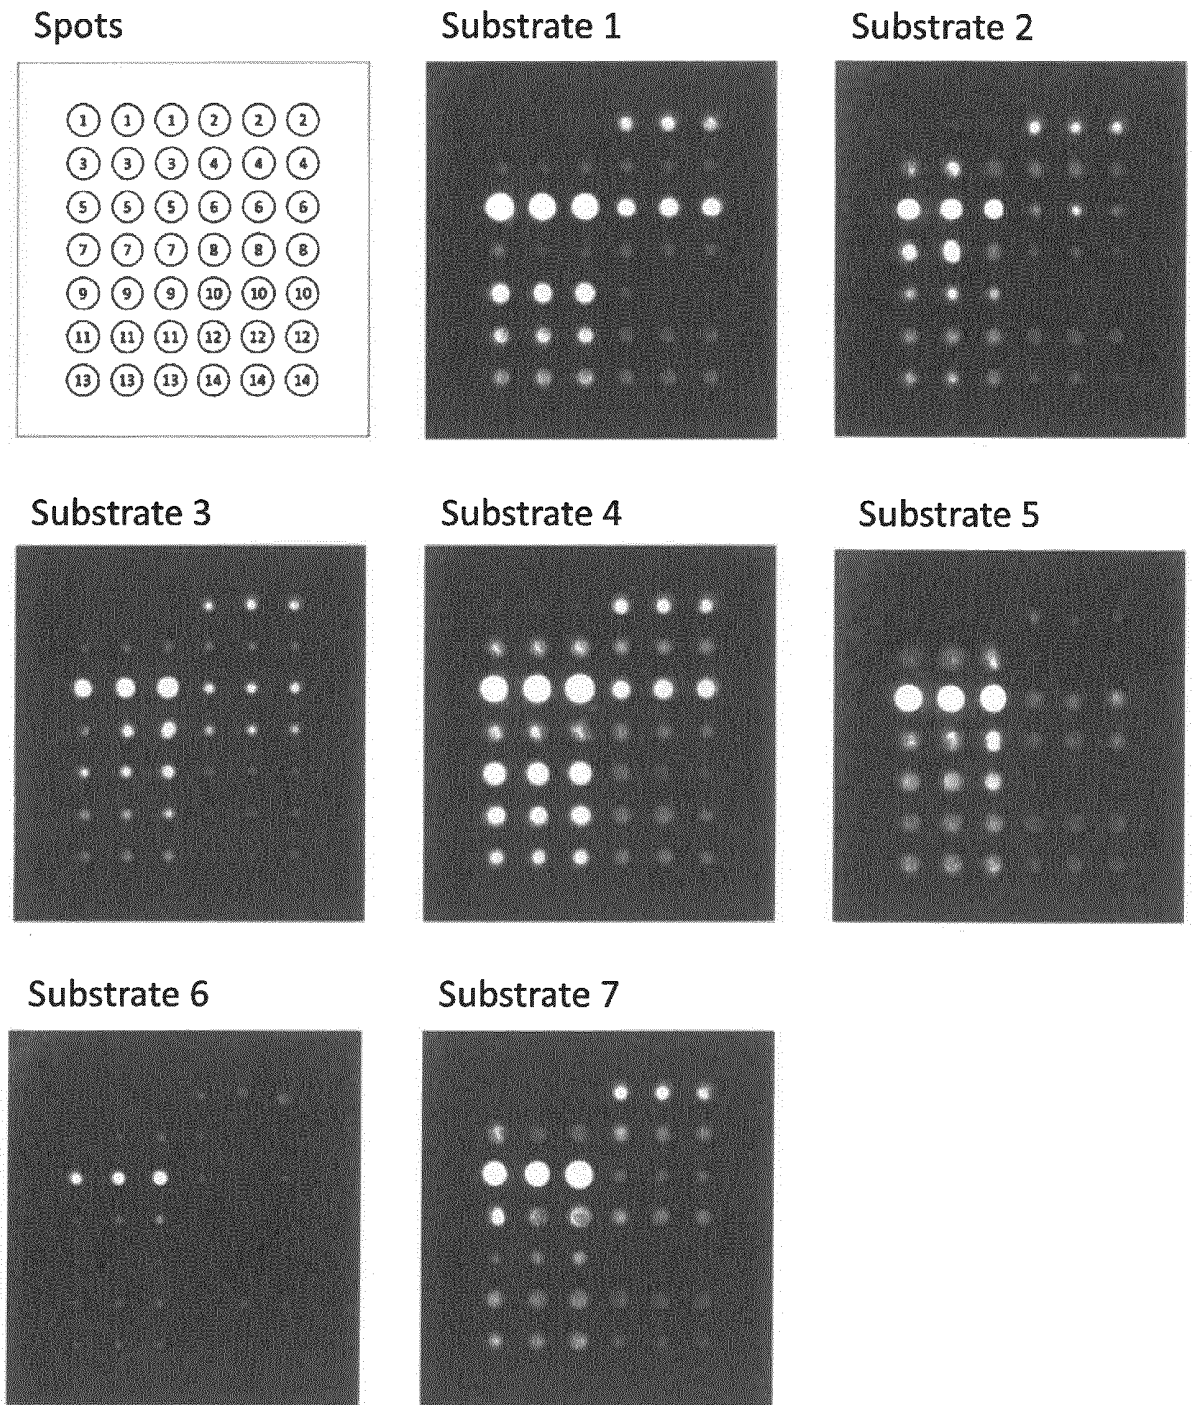 Spots
Substrate 1
Substrate 2
1 1 1 2 2 2
3 3 3 4 4 4
5 5 5 6 6 6
7 7 7 8 8 8
9 9 9 10 10 10
11 11 11 12 12 12
13 13 13 14 14 14
Substrate 3
Substrate 4
Substrate 5
Substrate 6
Substrate 7